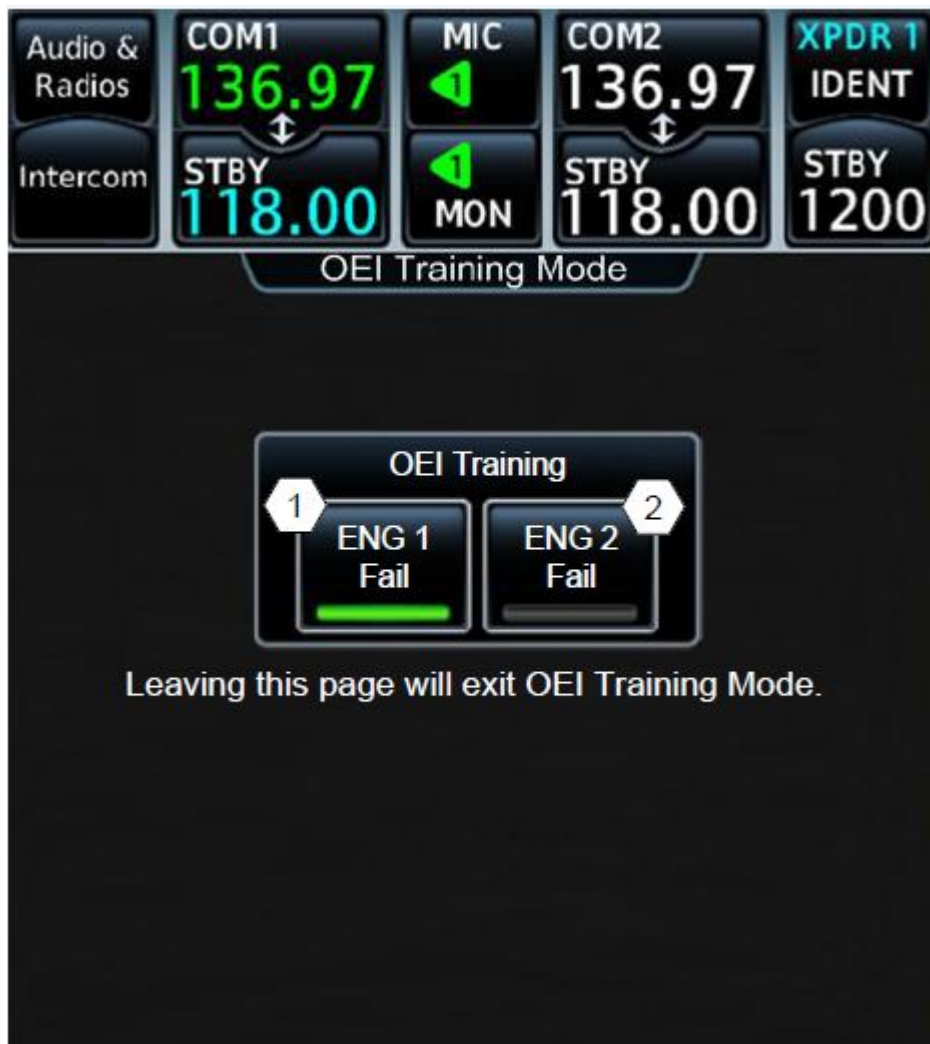 Audio &
Radios
COM1
136.97
MIC
1
COM2
136.97
XPDR 1
IDENT
Intercom
STBY
118.00
1
MON
STBY
118.00
STBY
1200
OEI Training Mode
OEI Training
1
ENG 1
Fail
2
ENG 2
Fail
Leaving this page will exit OEI Training Mode.